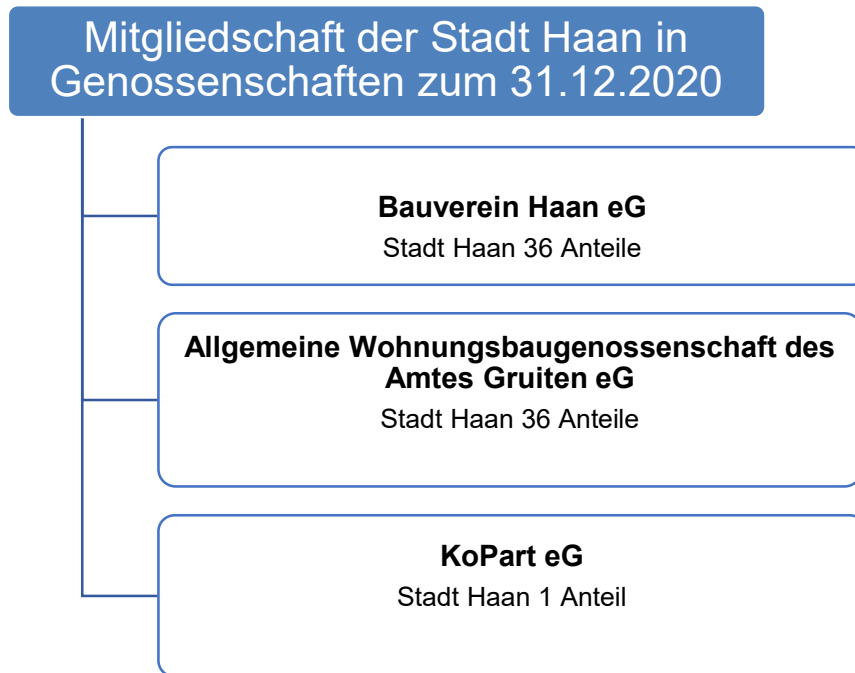 Mitgliedschaft der Stadt Haan in
Genossenschaften zum 31.12.2020
Bauverein Haan eG
Stadt Haan 36 Anteile
Allgemeine Wohnungsbaugenossenschaft des
Amtes Gruiten eG
Stadt Haan 36 Anteile
KoPart eG
Stadt Haan 1 Anteil